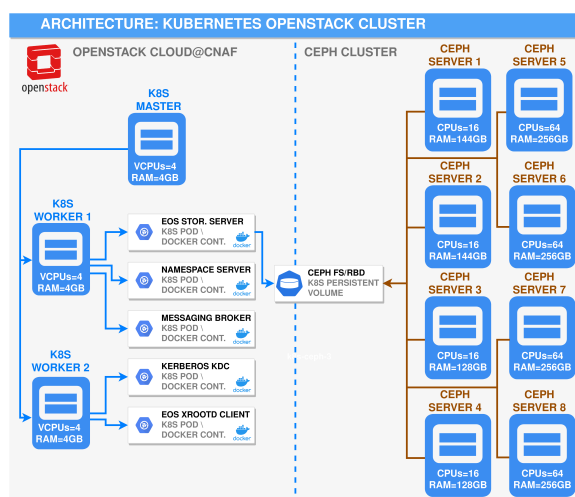 ARCHITECTURE: KUBERNETES OPENSTACK CLUSTER
openstack
OPENSTACK CLOUD@CNAF
CEPH CLUSTER
K8S
MASTER
VCPUs=4
RAM=4GB
K8S
WORKER 1
VCPUs=4
RAM=4GB
EOS STOR. SERVER
K8S POD \
DOCKER CONT.
docker
NAMESPACE SERVER
K8S POD \
DOCKER CONT.
docker
MESSAGING BROKER
K8S POD \
DOCKER CONT.
docker
K8S
WORKER 2
VCPUs=4
RAM=4GB
KERBEROS KDC
K8S POD \
DOCKER CONT.
docker
EOS XROOTD CLIENT
K8S POD \
DOCKER CONT.
docker
CEPH FS/RBD
K8S PERSISTENT
VOLUME
CEPH
SERVER 1
CPUs=16
RAM=144GB
CEPH
SERVER 2
CPUs=16
RAM=144GB
CEPH
SERVER 3
CPUs=16
RAM=128GB
CEPH
SERVER 4
CPUs=16
RAM=128GB
CEPH
SERVER 5
CPUs=64
RAM=256GB
CEPH
SERVER 6
CPUs=64
RAM=256GB
CEPH
SERVER 7
CPUs=64
RAM=256GB
CEPH
SERVER 8
CPUs=64
RAM=256GB